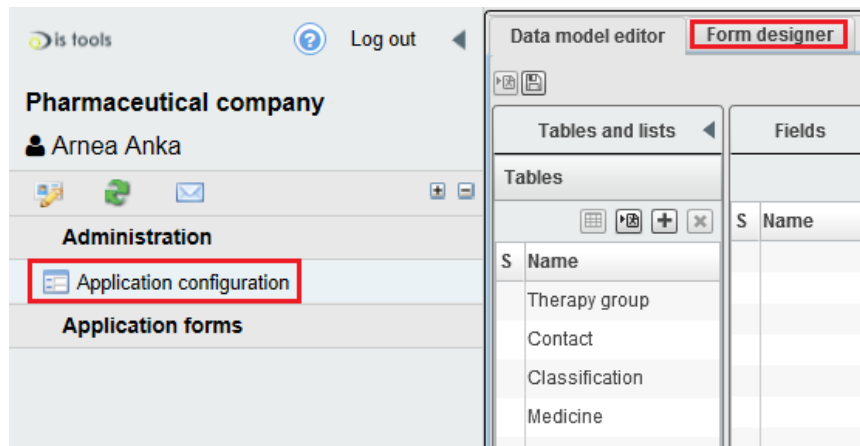 is tools
Log out
Pharmaceutical company
Arnea Anka
Administration
Application configuration
Application forms
Data model editor
Form designer
Tables and lists
Fields
Tables
S Name
Therapy group
Contact
Classification
Medicine
S Name